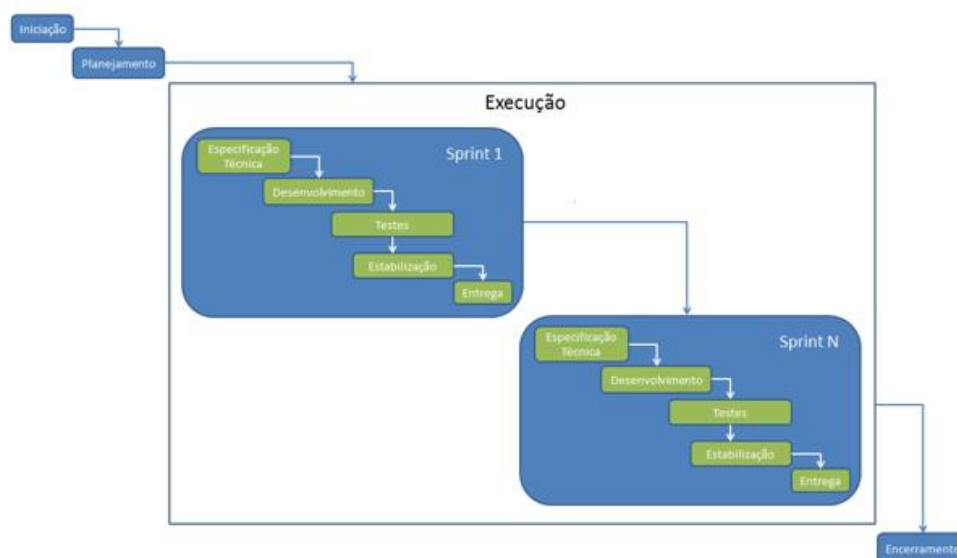 Iniciação
Planejamento
Execução
Sprint 1
Especificação
Técnica
Desenvolvimento
Testes
Estabilização
Entrega
Sprint N
Especificação
Técnica
Desenvolvimento
Testes
Estabilização
Entrega
Encerramento